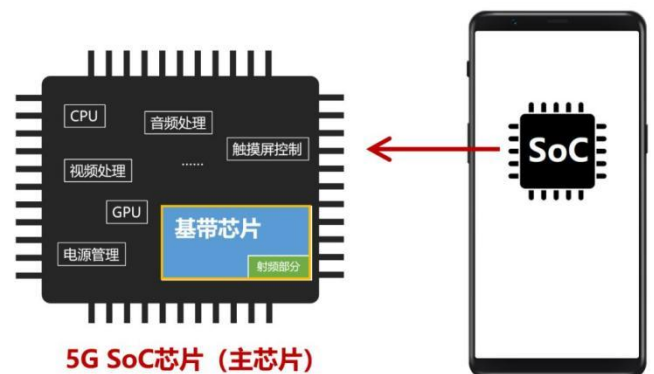 CPU
音频处理
触摸屏控制
视频处理
……
GPU
基带芯片
电源管理
射频部分
5G SoC芯片（主芯片）
SoC